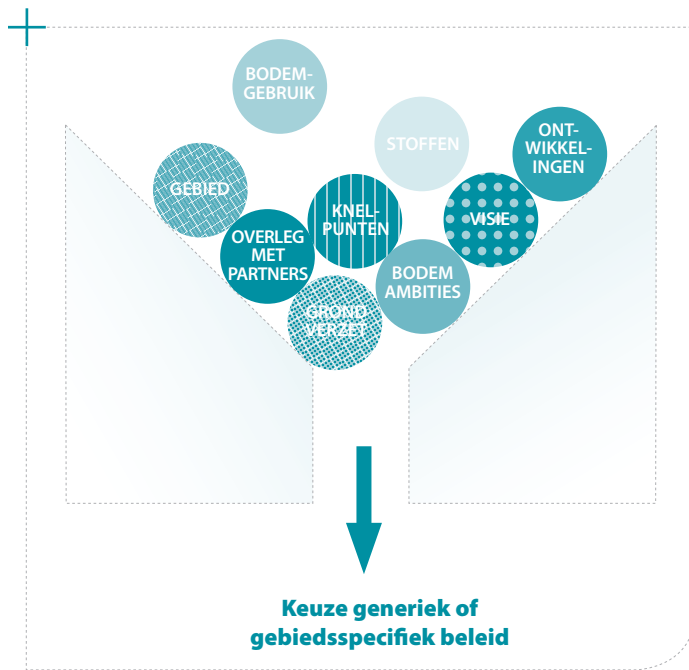 BODEM-
GEBRUIK
STOFFEN
ONT-
WIKKEL-
INGEN
GEBIED
KNEL-
PUNTEN
VISIE
OVERLEG
MET
PARTNERS
BODEM
AMBITIES
GROND
VERZET
Keuze generiek of
gebiedsspecifiek beleid